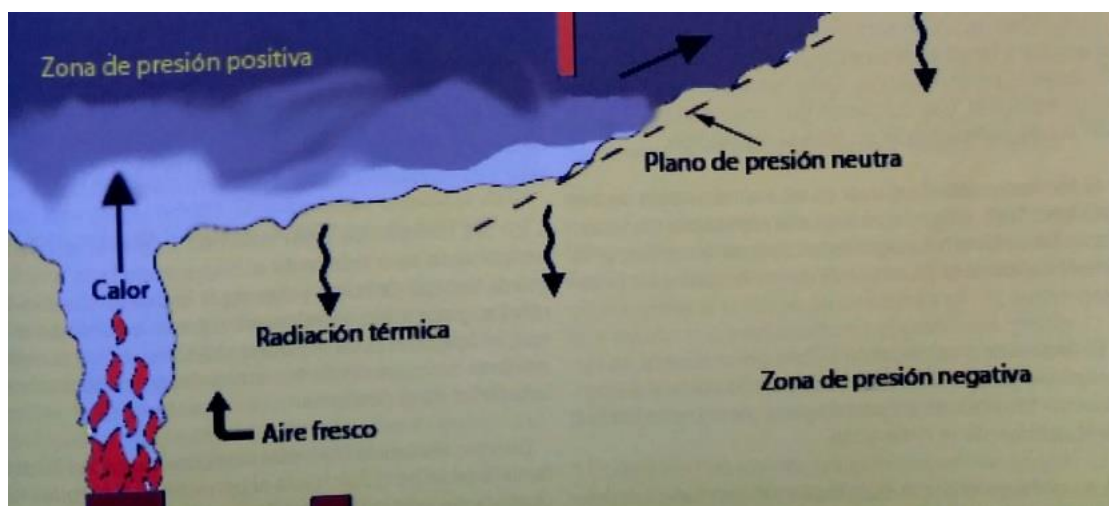 Zona de presión positiva
Plano de presión neutra
Calor
Radiación térmica
Zona de presión negativa
Aire fresco